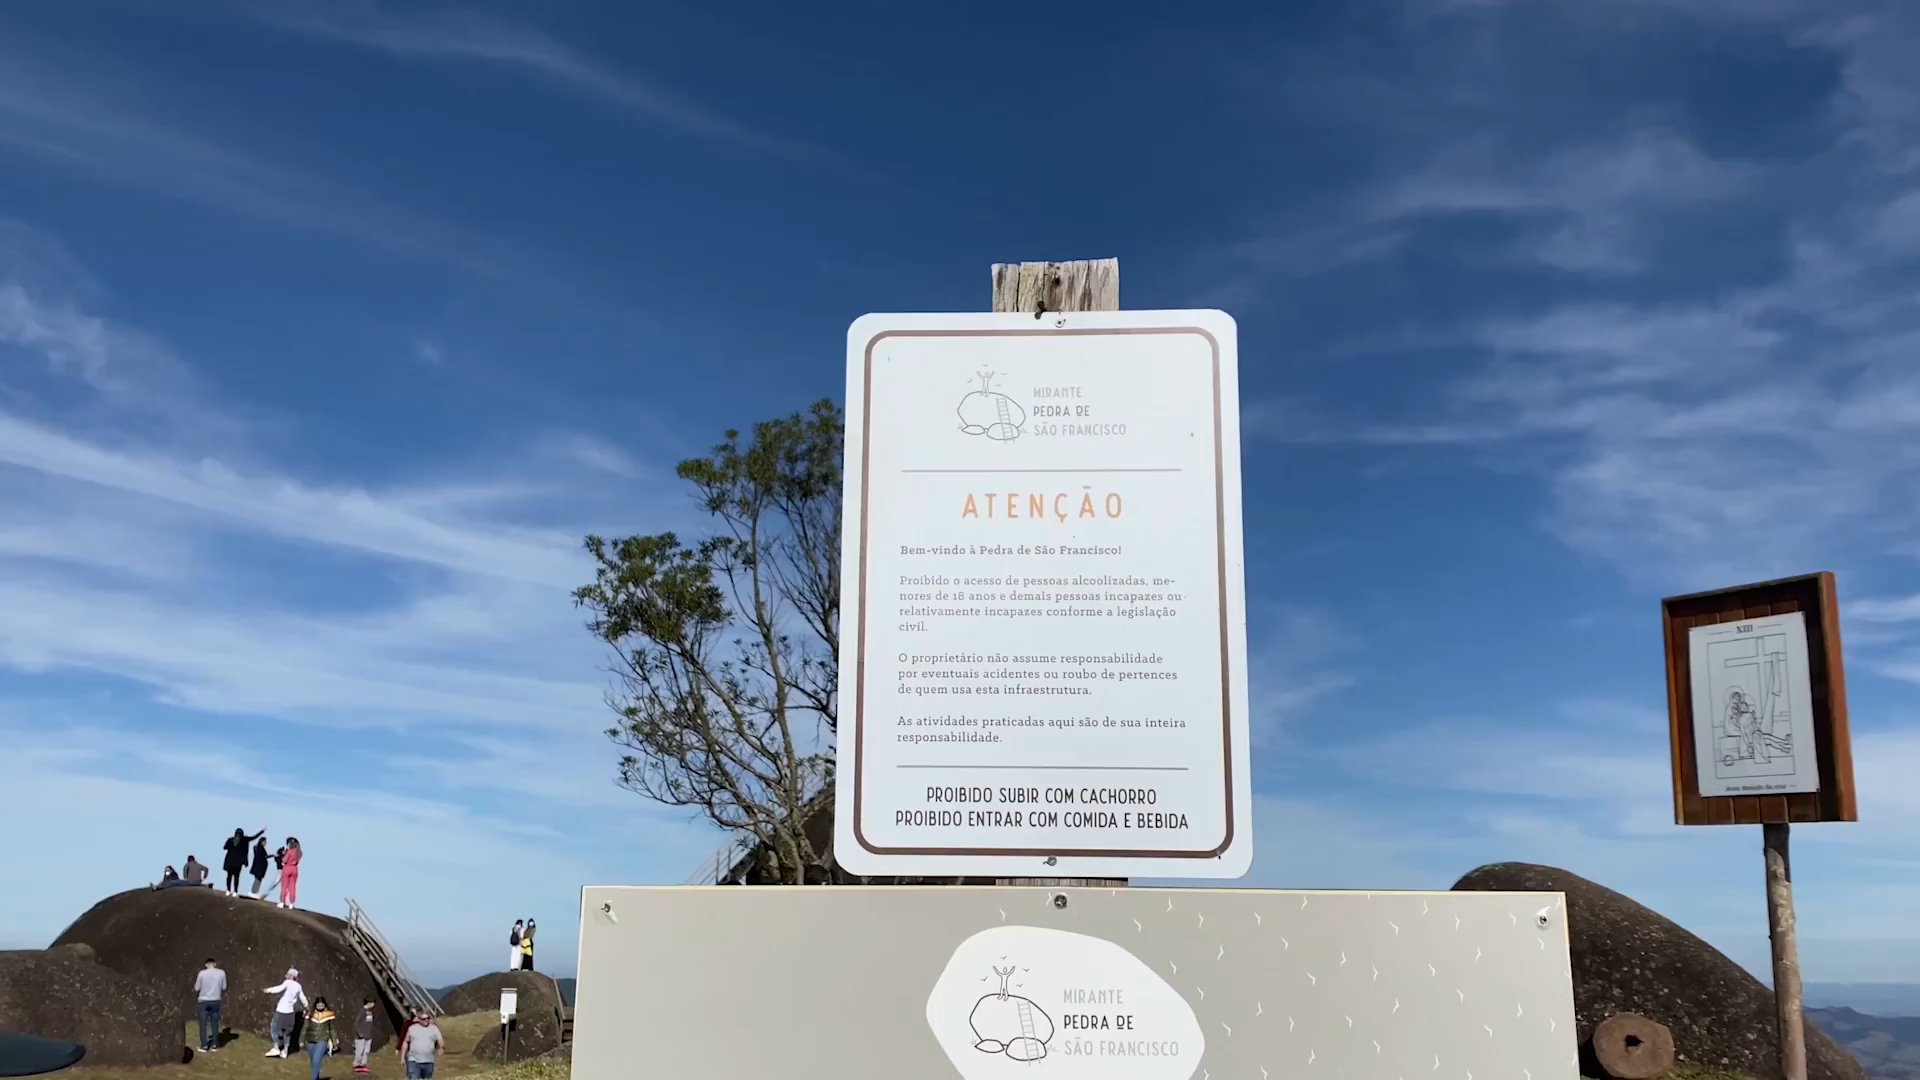 MIRANTE
PEDRA DE
SÃO FRANCISCO
ATENÇÃO
Bem-vindo à Pedra de São Francisco!
Proibido o acesso de pessoas alcoolizadas, me-
nores de 18 anos e demais pessoas incapazes ou
relativamente incapazes conforme a legislação
civil.
O proprietário não assume responsabilidade
por eventuais acidentes ou roubo de pertences
de quem usa esta infraestrutura.
As atividades praticadas aqui são de sua inteira
responsabilidade.
PROIBIDO SUBIR COM CACHORRO
PROIBIDO ENTRAR COM COMIDA E BEBIDA
MIRANTE
PEDRA DE
SÃO FRANCISCO
XIII